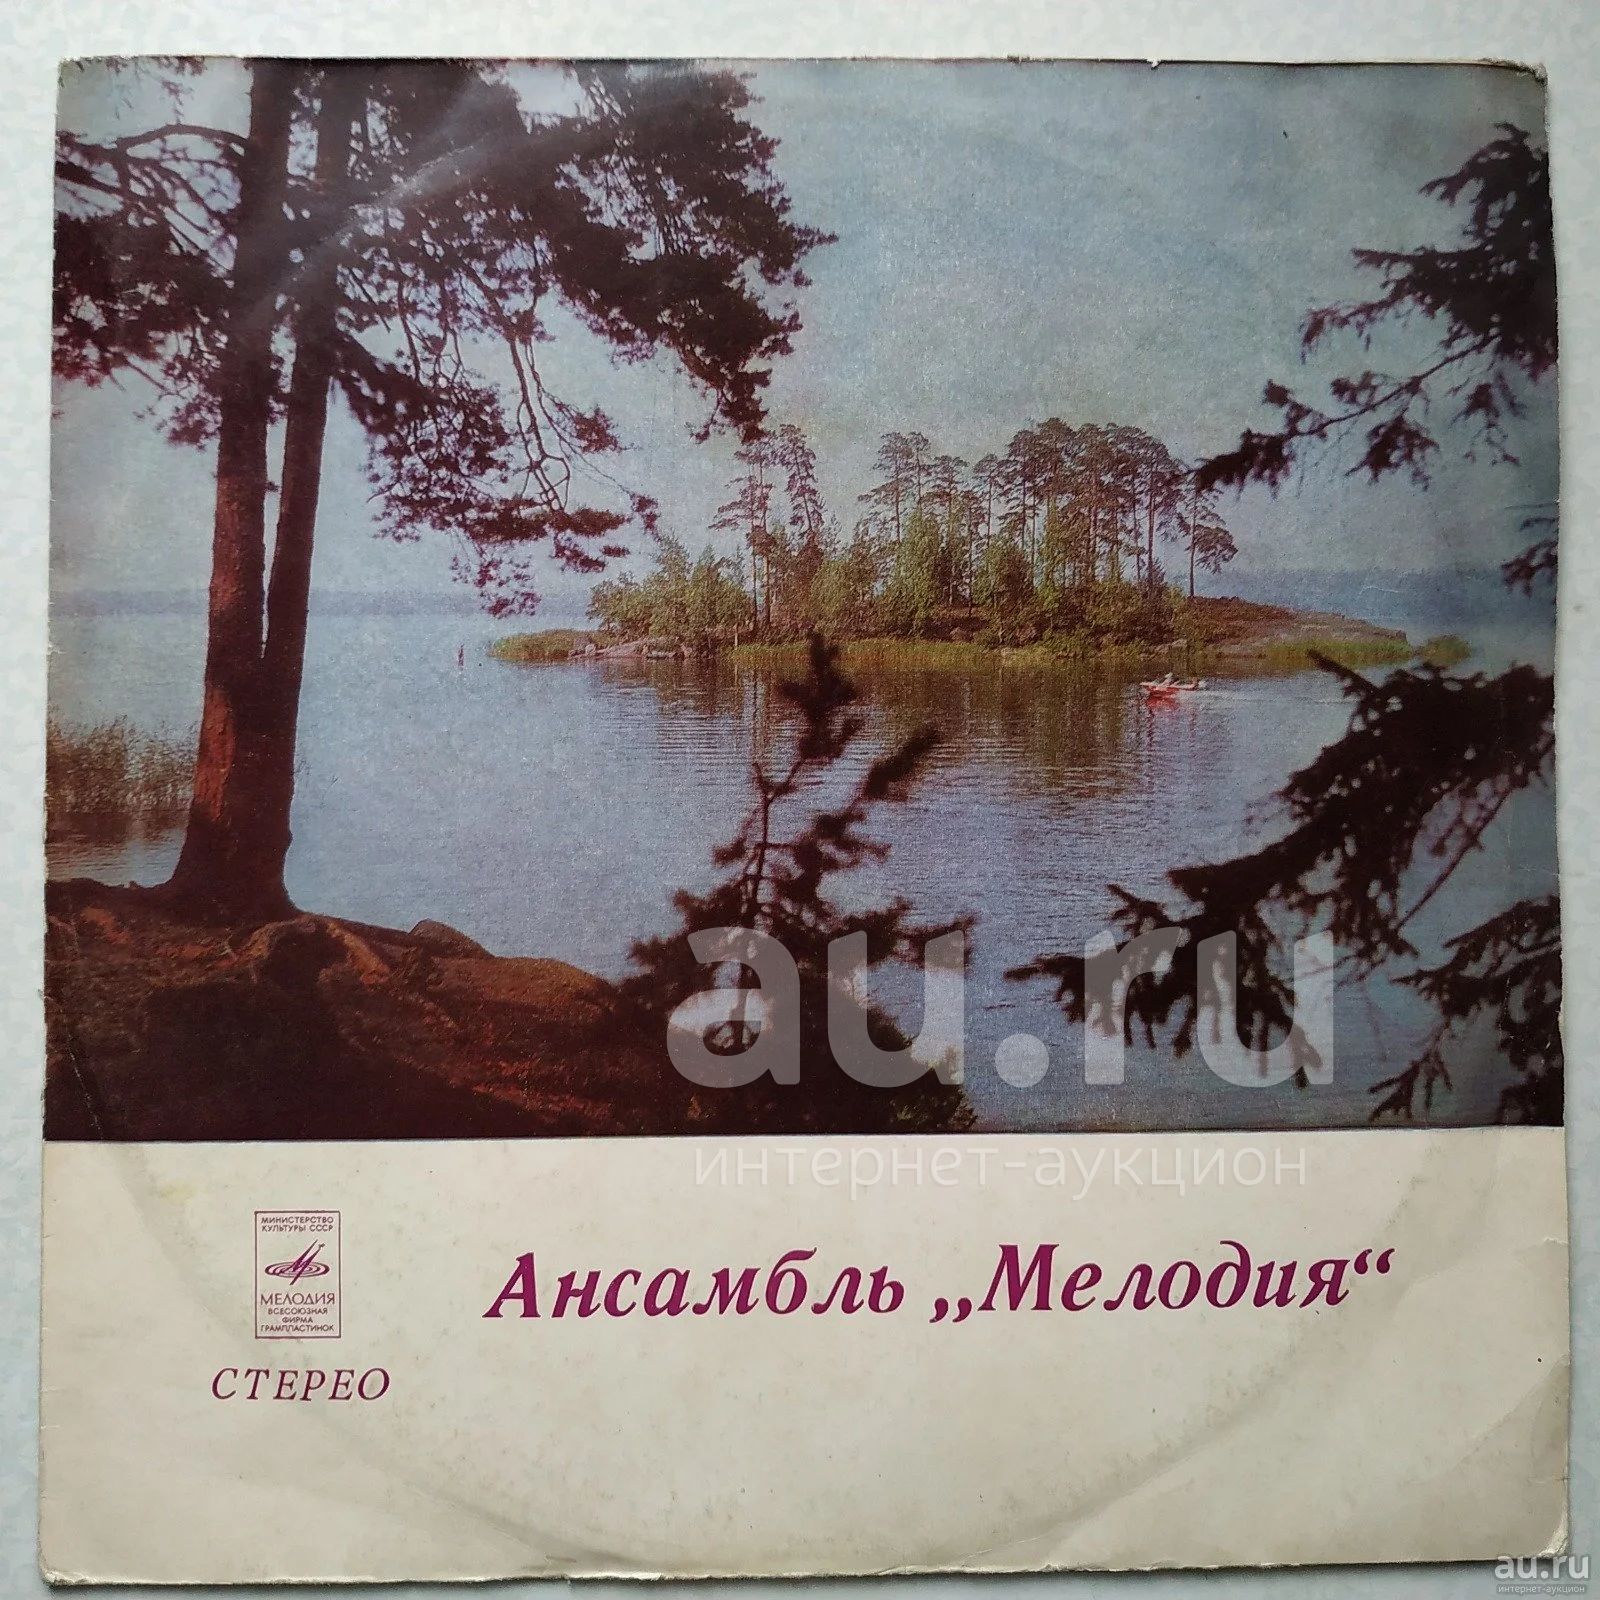 au.ru
интернет-аукцион
МИНИСТЕРСТВО
КУЛЬТУРЫ СССР
МЕЛОДИЯ
ВСЕСОЮЗНАЯ
ФИРМА
ГРАМПЛАСТИНОК
Ансамбль „Мелодия“
СТЕРЕО
au.ru
интернет-аукцион